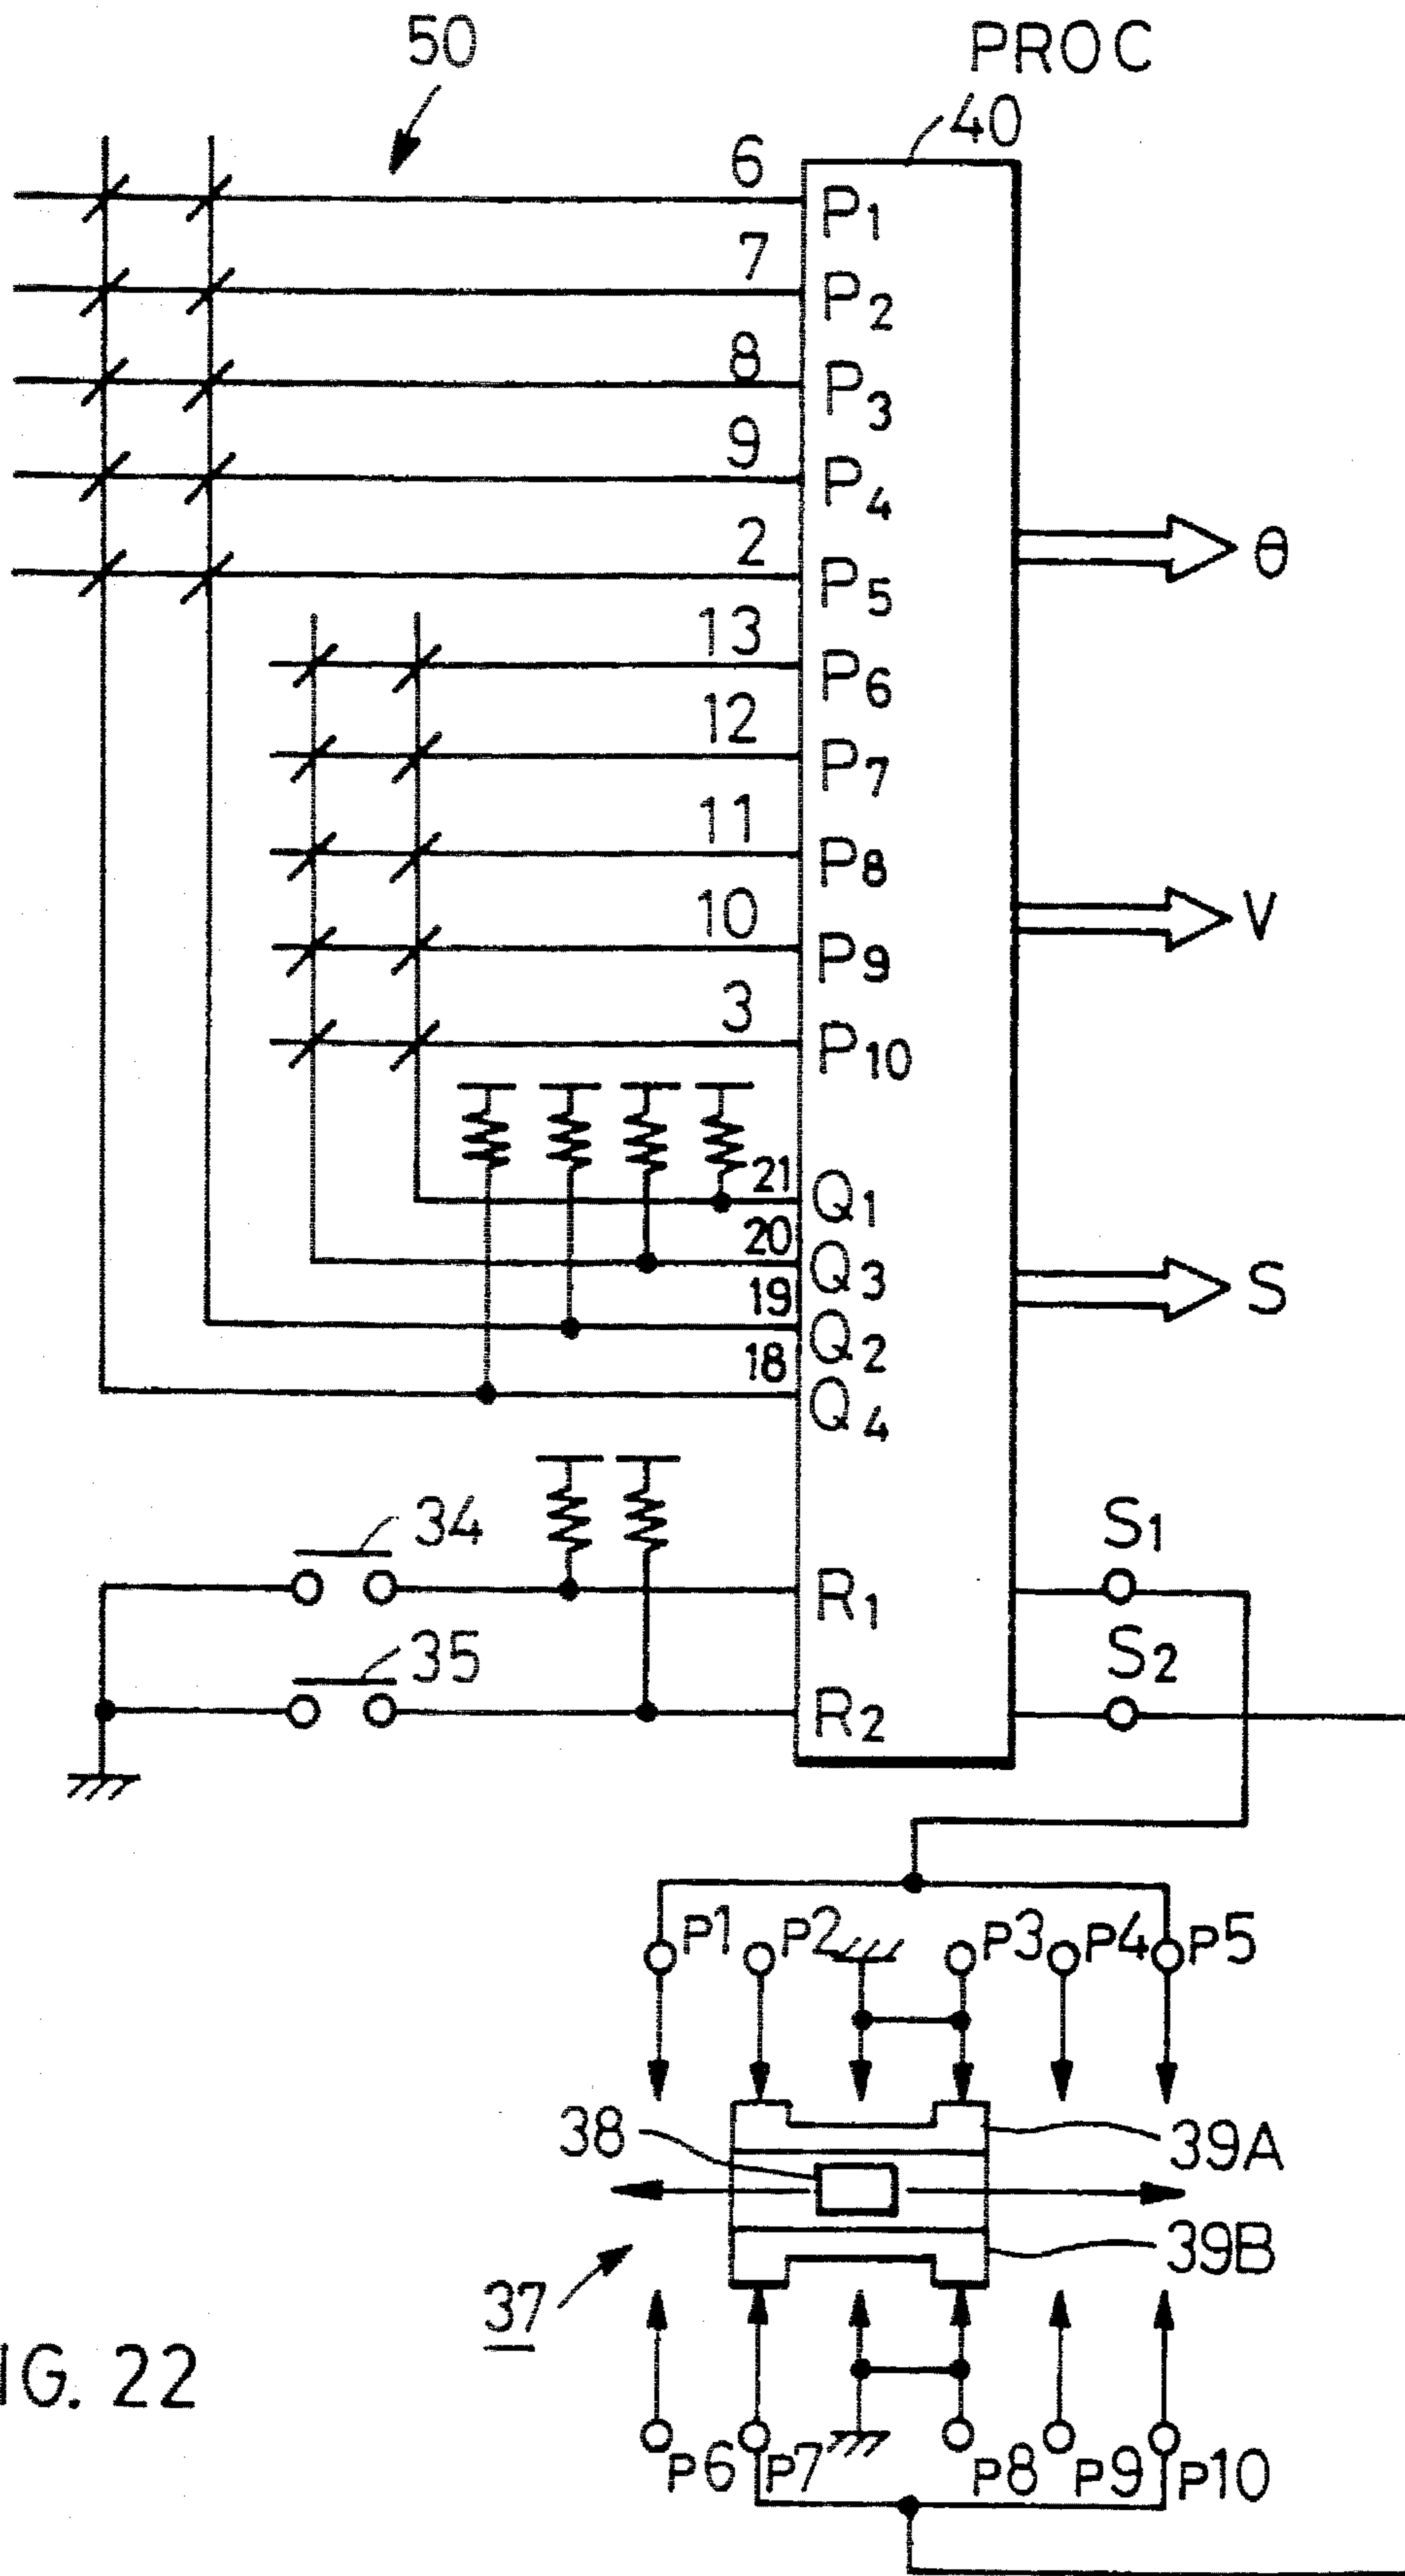 50
PROC
40
6 P1
7 P2
8 P3
9 P4
2 P5
13 P6
12 P7
11 P8
10 P9
3 P10
θ
V
S
21 Q1
20 Q3
19 Q2
18 Q4
34
R1
S1
35
R2
S2
P1 P2 P3 P4 P5
38
39A
39B
37
P6 P7 P8 P9 P10
IG. 22